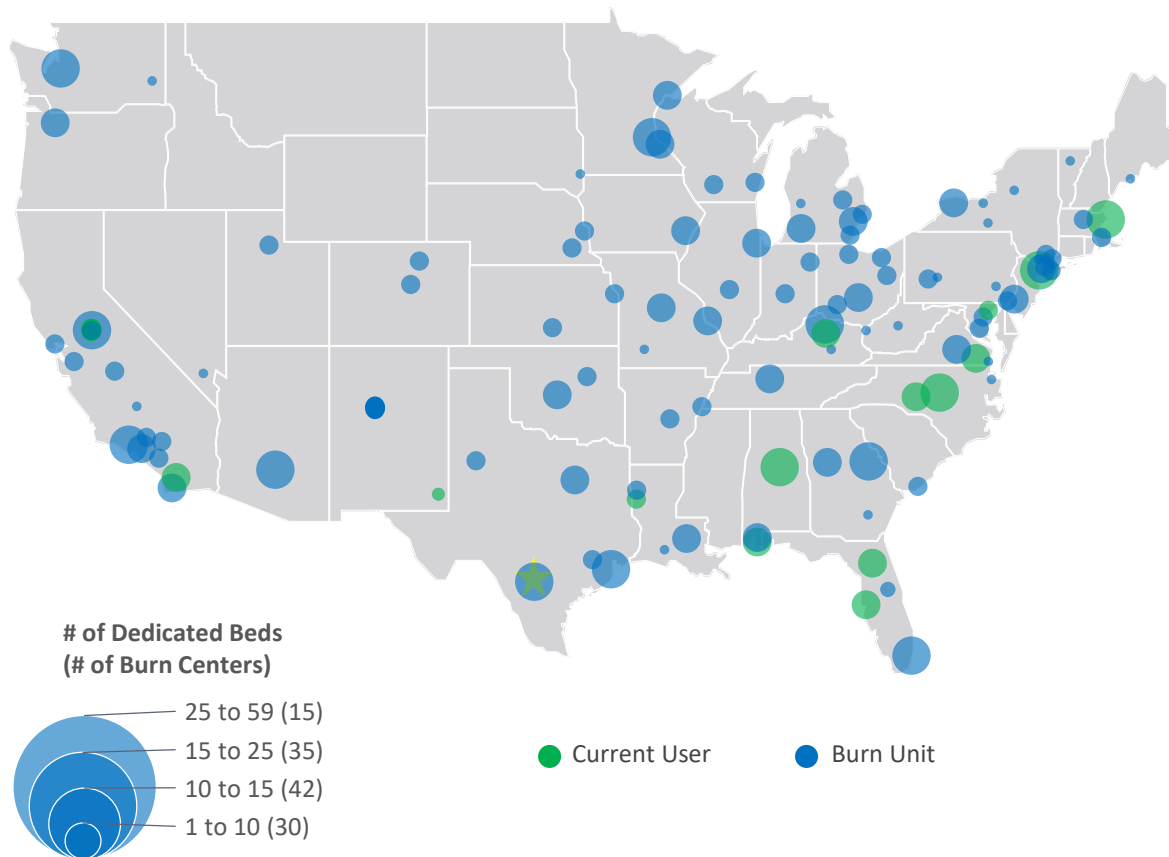 # of Dedicated Beds
(# of Burn Centers)
25 to 59 (15)
15 to 25 (35)
10 to 15 (42)
1 to 10 (30)
Current User
Burn Unit